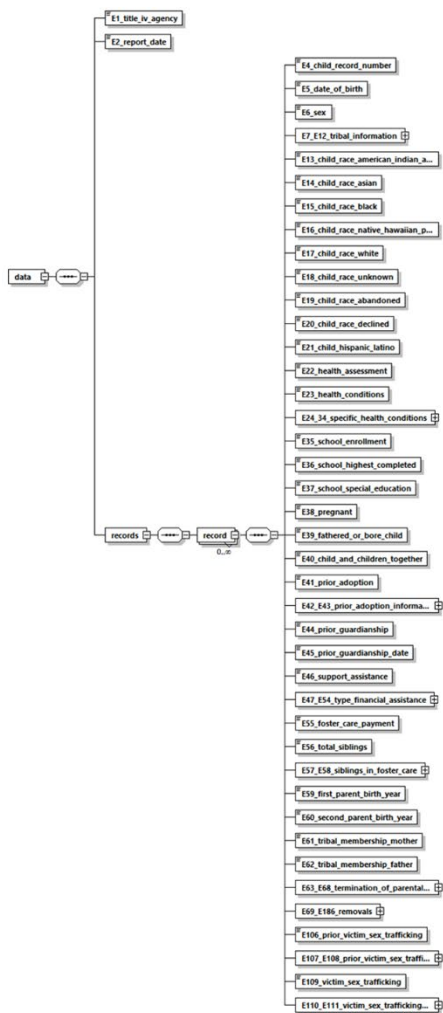 E1_title_iv_agency
E2_report_date
E4_child_record_number
E5_date_of_birth
E6_sex
E7_E12_tribal_information
E13_child_race_american_indian_a...
E14_child_race_asian
E15_child_race_black
E16_child_race_native_hawaiian_p...
E17_child_race_white
data
E18_child_race_unknown
E19_child_race_abandoned
E20_child_race_declined
E21_child_hispanic_latino
E22_health_assessment
E23_health_conditions
E24_34_specific_health_conditions
E35_school_enrollment
E36_school_highest_completed
E37_school_special_education
E38_pregnant
records
record
0..∞
E39_fathered_or_bore_child
E40_child_and_children_together
E41_prior_adoption
E42_E43_prior_adoption_informa...
E44_prior_guardianship
E45_prior_guardianship_date
E46_support_assistance
E47_E54_type_financial_assistance
E55_foster_care_payment
E56_total_siblings
E57_E58_siblings_in_foster_care
E59_first_parent_birth_year
E60_second_parent_birth_year
E61_tribal_membership_mother
E62_tribal_membership_father
E63_E68_termination_of_parental...
E69_E186_removals
E106_prior_victim_sex_trafficking
E107_E108_prior_victim_sex_traffi...
E109_victim_sex_trafficking
E110_E111_victim_sex_trafficking...